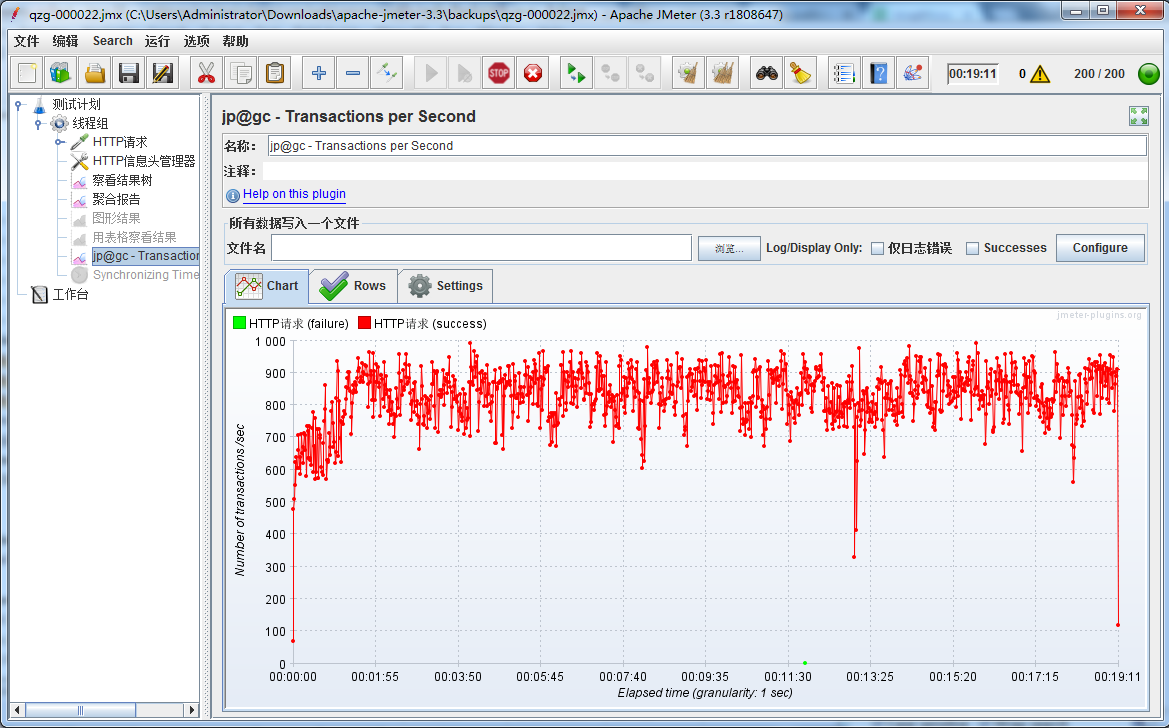 qzg-000022.jmx (C:\Users\Administrator\Downloads\apache-jmeter-3.3\backups\qzg-000022.jmx) - Apache JMeter (3.3 r1808647)
文件 编辑 Search 运行 选项 帮助
STOP 00:19:11 0 200 / 200
测试计划
线程组
HTTP请求
HTTP信息头管理器
察看结果树
聚合报告
图形结果
用表格察看结果
jp@gc - Transaction
Synchronizing Time
工作台
jp@gc - Transactions per Second
名称: jp@gc - Transactions per Second
注释:
Help on this plugin
所有数据写入一个文件
文件名 浏览... Log/Display Only: 仅日志错误 Successes Configure
Chart Rows Settings
jmeter-plugins.org
HTTP请求 (failure) HTTP请求 (success)
1 000
900
800
700
600
500
400
300
200
100
0
Number of transactions /sec
00:00:00 00:01:55 00:03:50 00:05:45 00:07:40 00:09:35 00:11:30 00:13:25 00:15:20 00:17:15 00:19:11
Elapsed time (granularity: 1 sec)